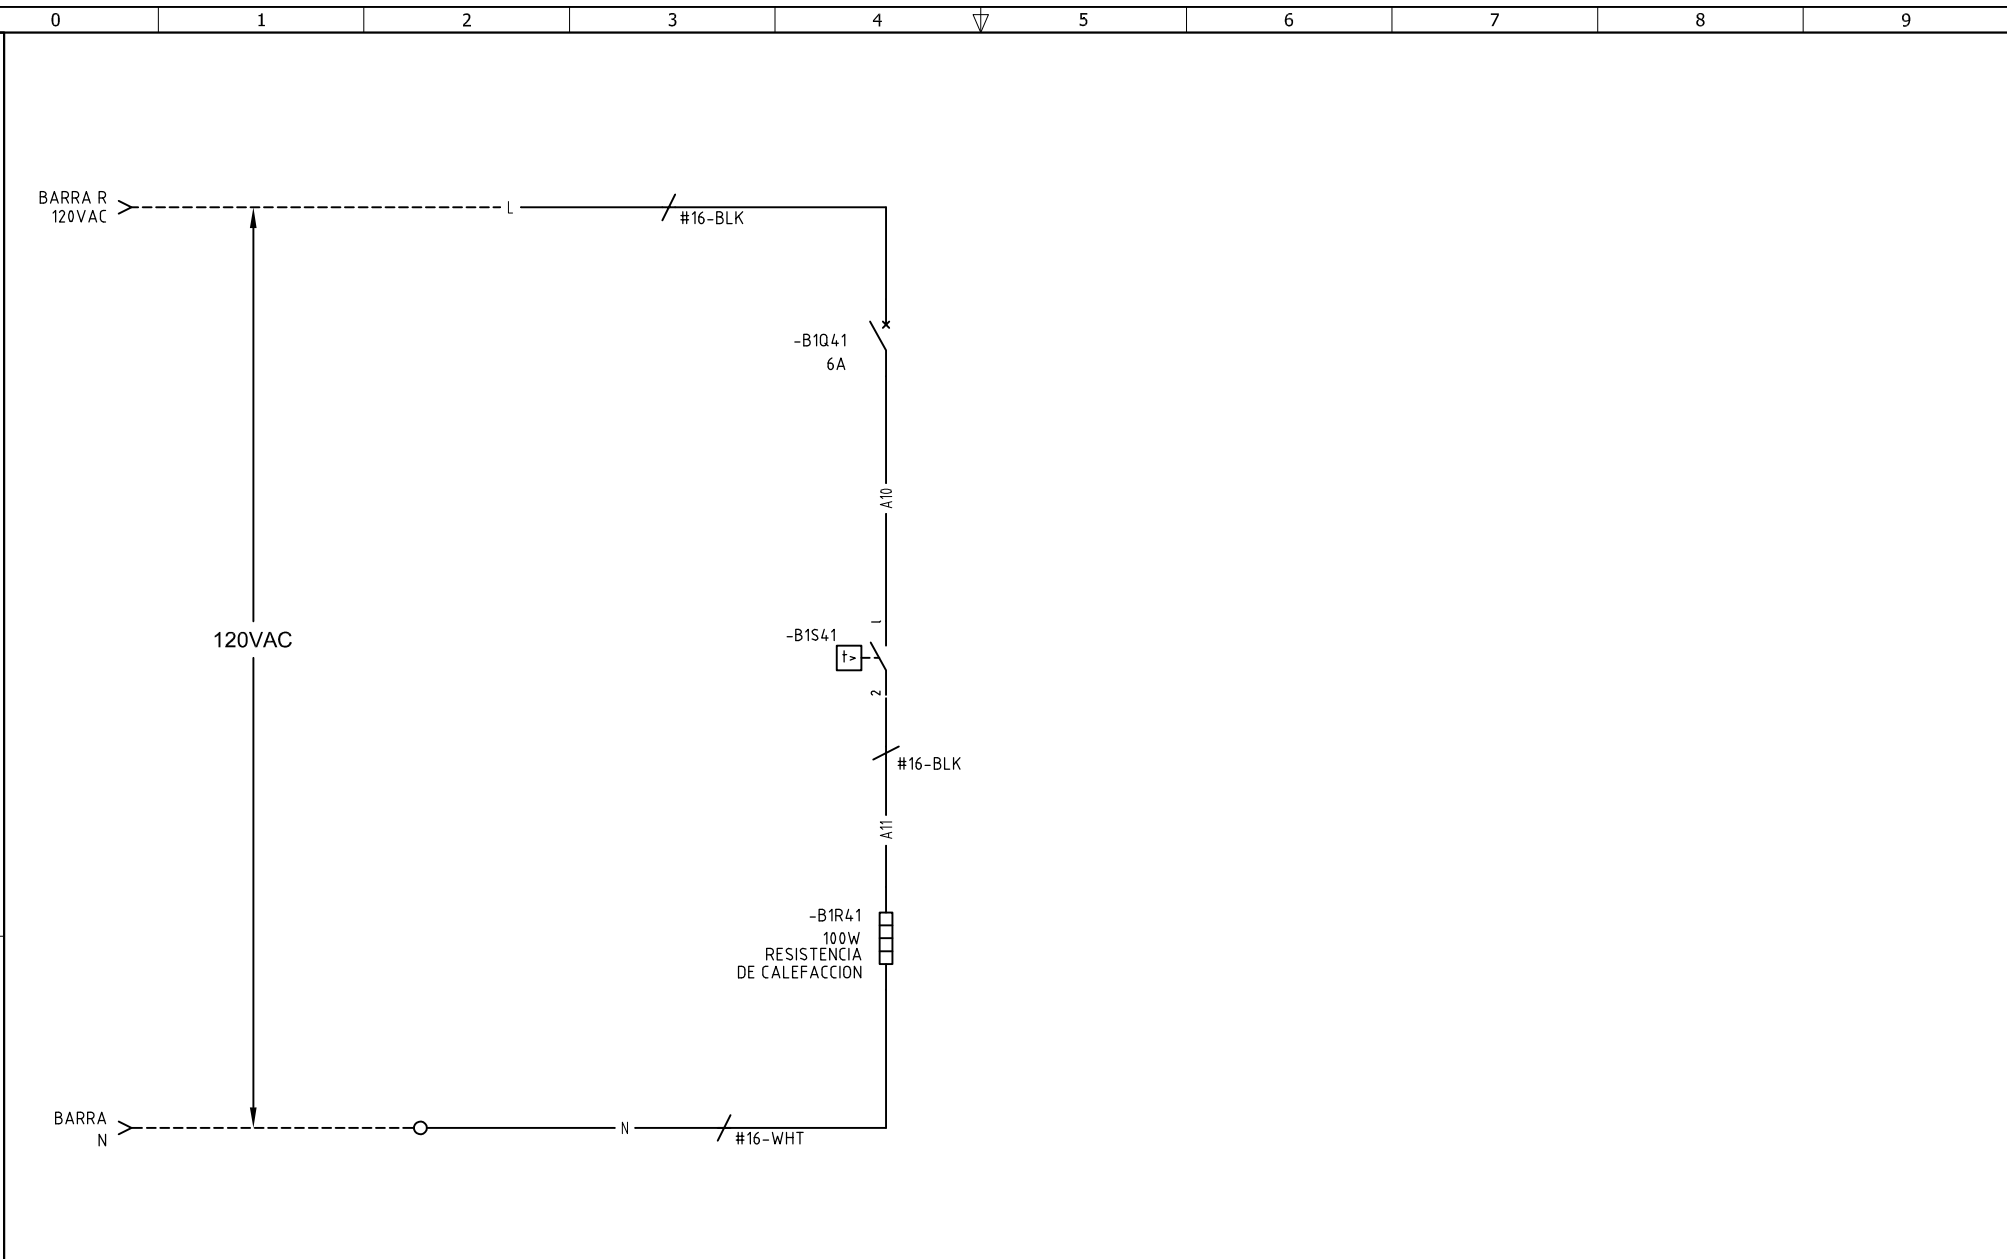 0 1 2 3 4 5 6 7 8 9
BARRA R
120VAC
L
#16-BLK
-B1Q41
6A
A10
1
-B1S41
t>
2
120VAC
#16-BLK
A11
-B1R41
100W
RESISTENCIA
DE CALEFACCION
BARRA
N
N
#16-WHT